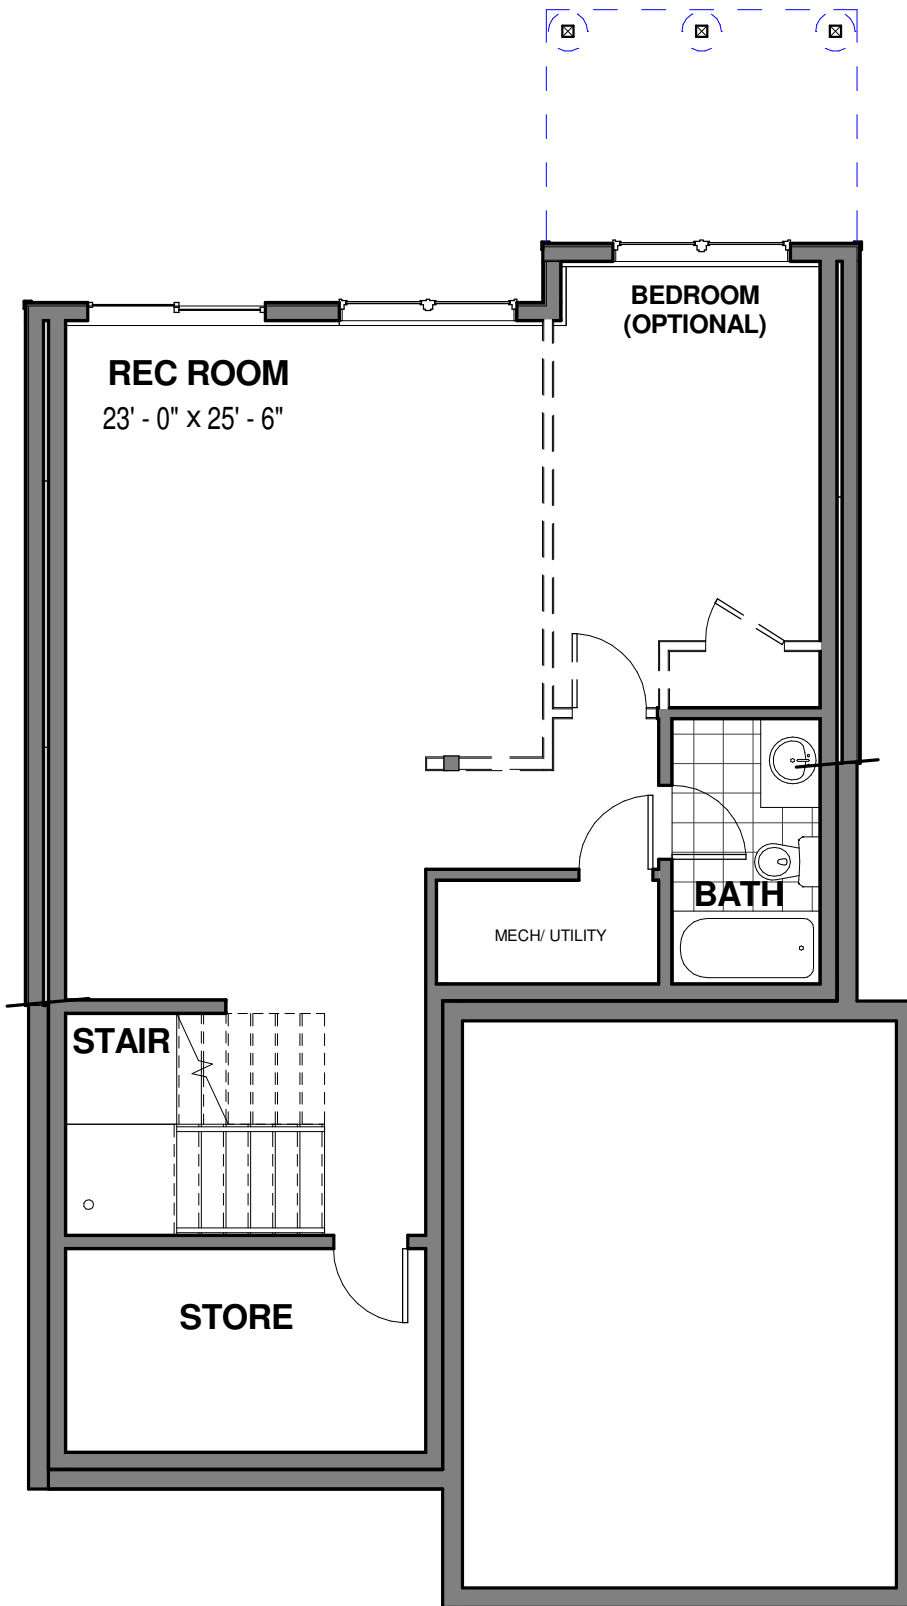 BEDROOM
(OPTIONAL)
REC ROOM
23' - 0" x 25' - 6"
BATH
MECH/ UTILITY
STAIR
STORE